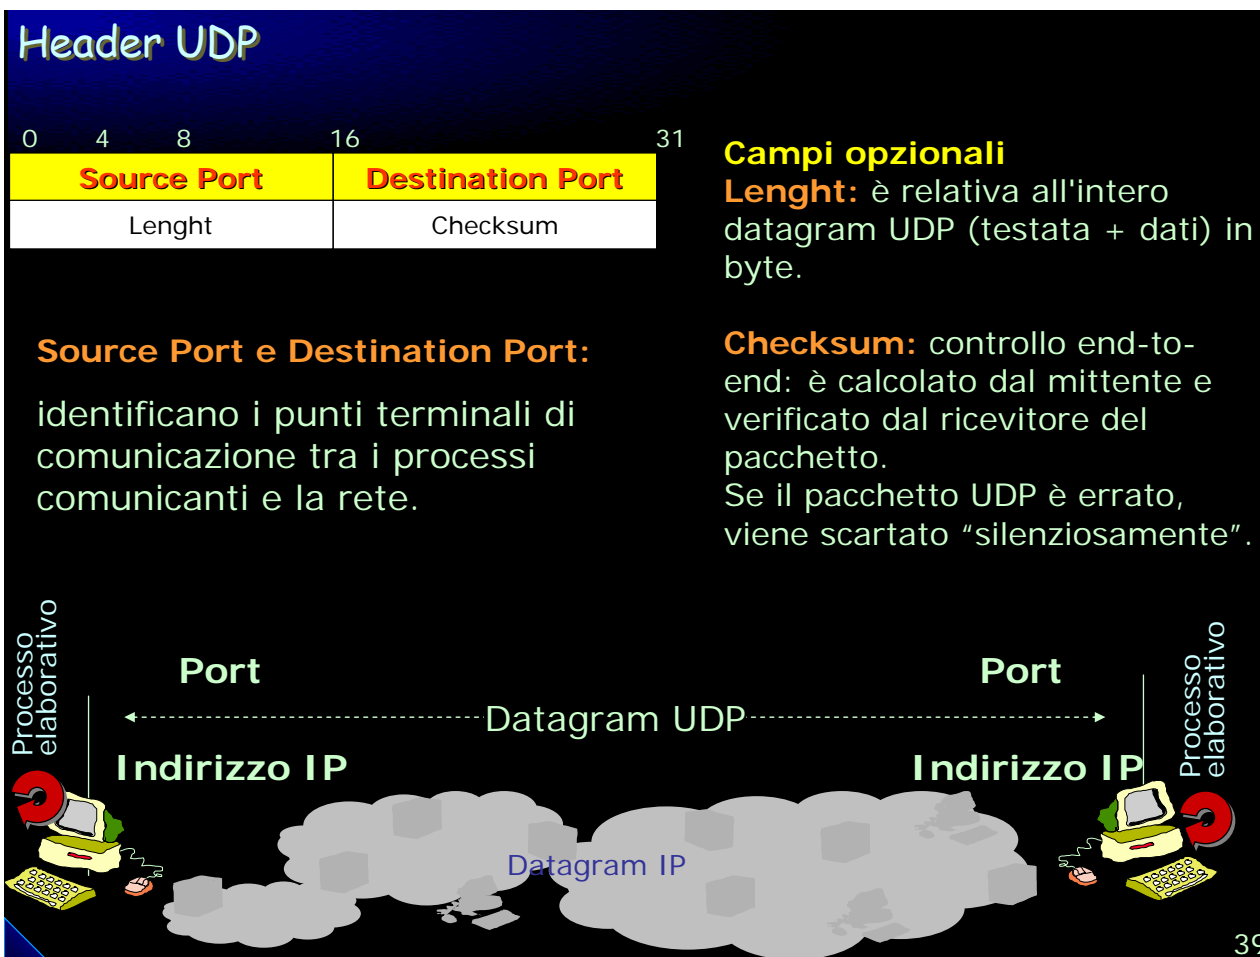 Header UDP
0 4 8 16 31
Source Port Destination Port
Lenght Checksum
Source Port e Destination Port:
identificano i punti terminali di
comunicazione tra i processi
comunicanti e la rete.
Campi opzionali
Lenght: è relativa all'intero
datagram UDP (testata + dati) in
byte.
Checksum: controllo end-to-
end: è calcolato dal mittente e
verificato dal ricevitore del
pacchetto.
Se il pacchetto UDP è errato,
viene scartato “silenziosamente”.
Processo
elaborativo
Port
Port
Datagram UDP
Indirizzo IP
Indirizzo IP
Processo
elaborativo
Datagram IP
39